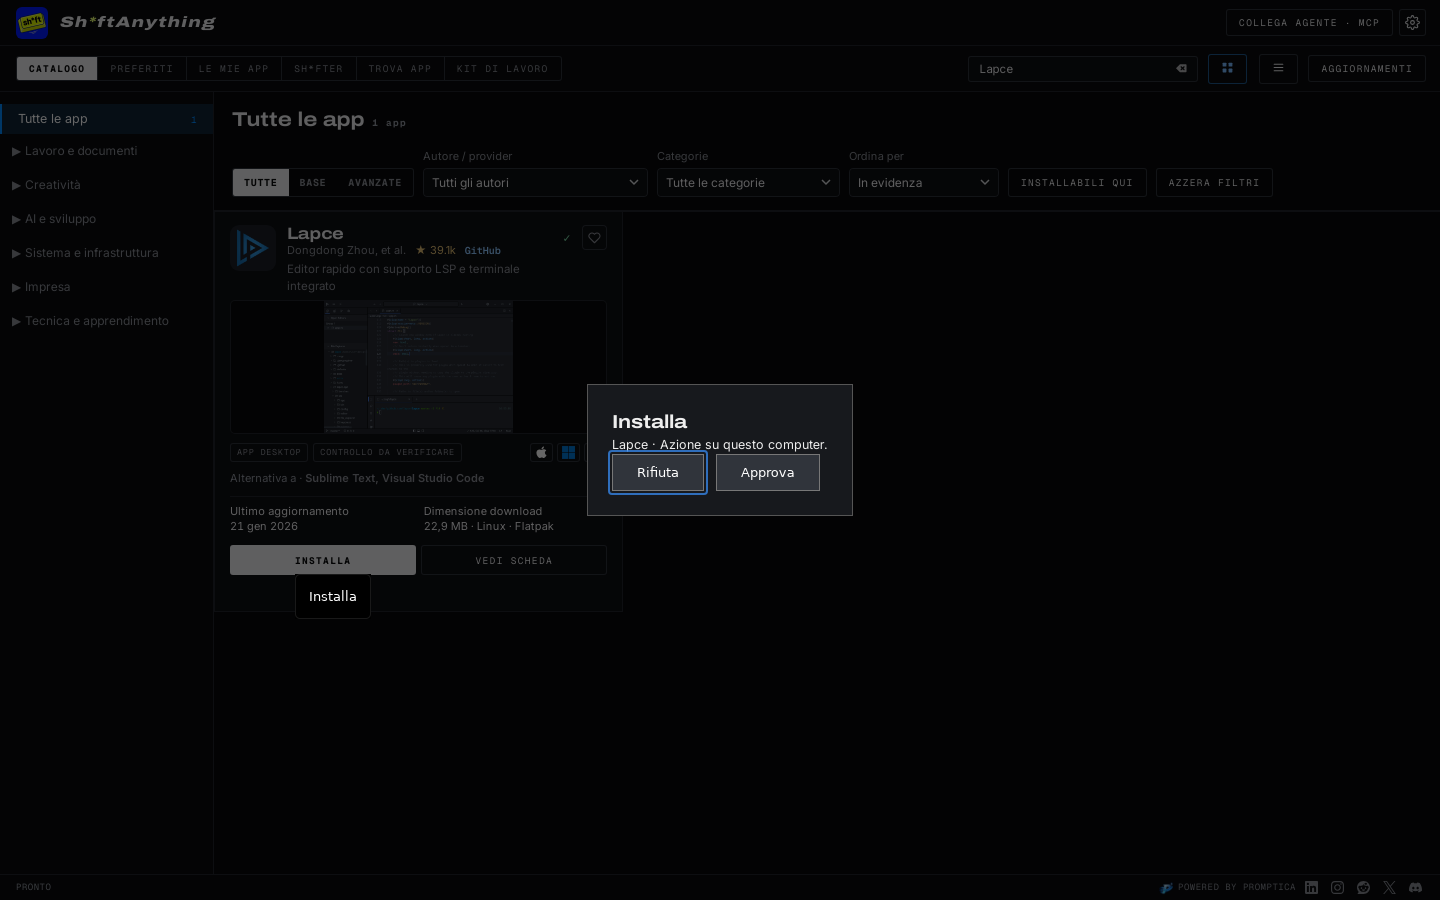 sh*ft
Sh*ftAnything
COLLEGA AGENTE · MCP
CATALOGO
PREFERITI
LE MIE APP
SH*FTER
TROVA APP
KIT DI LAVORO
Lapce
AGGIORNAMENTI
Tutte le app
1
▶ Lavoro e documenti
▶ Creatività
▶ AI e sviluppo
▶ Sistema e infrastruttura
▶ Impresa
▶ Tecnica e apprendimento
Tutte le app 1 app
Autore / provider
Categorie
Ordina per
TUTTE
BASE
AVANZATE
Tutti gli autori
Tutte le categorie
In evidenza
INSTALLABILI QUI
AZZERA FILTRI
Lapce
Dongdong Zhou, et al. ★ 39.1k GitHub
Editor rapido con supporto LSP e terminale
integrato
APP DESKTOP
CONTROLLO DA VERIFICARE
Alternativa a · Sublime Text, Visual Studio Code
Ultimo aggiornamento
21 gen 2026
Dimensione download
22,9 MB · Linux · Flatpak
INSTALLA
VEDI SCHEDA
Installa
Installa
Lapce · Azione su questo computer.
Rifiuta
Approva
PRONTO
POWERED BY PROMPTICA